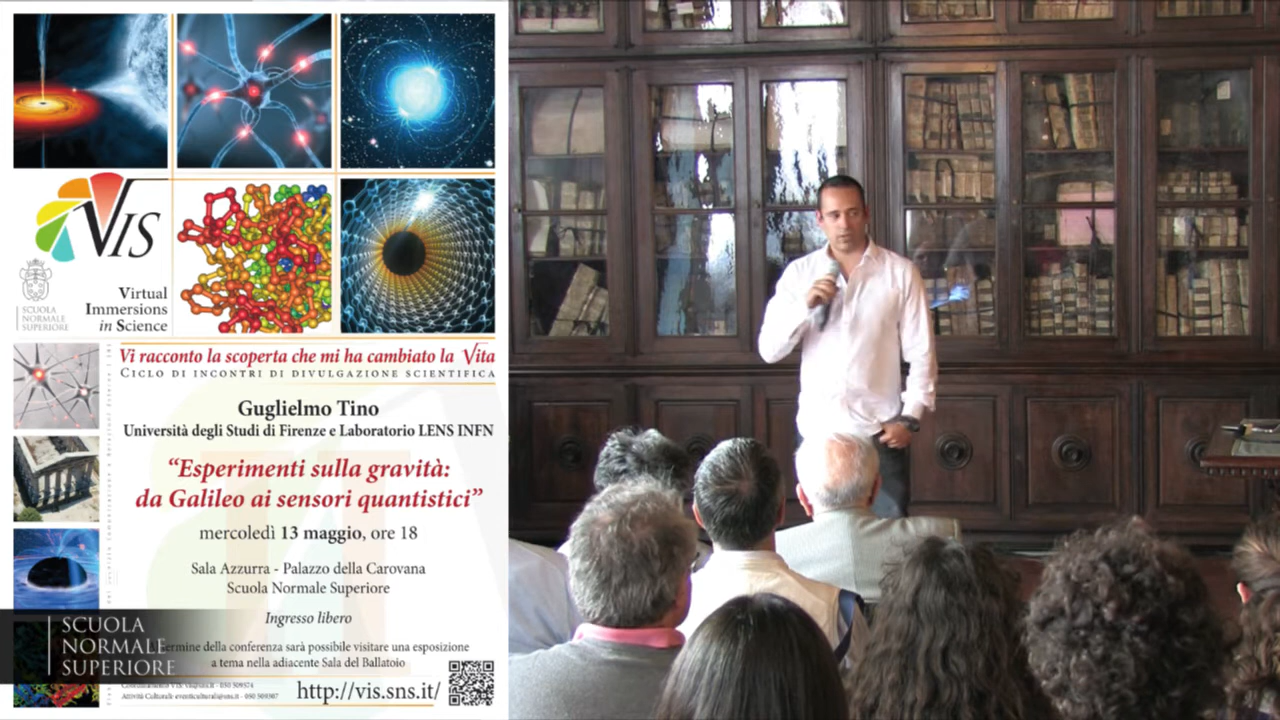 VIS
SCUOLA
NORMALE
SUPERIORE
Virtual
Immersions
in Science
Vi racconto la scoperta che mi ha cambiato la Vita
CICLO DI INCONTRI DI DIVULGAZIONE SCIENTIFICA
Guglielmo Tino
Università degli Studi di Firenze e Laboratorio LENS INFN
“Esperimenti sulla gravità:
da Galileo ai sensori quantistici”
mercoledì 13 maggio, ore 18
Sala Azzurra - Palazzo della Carovana
Scuola Normale Superiore
Ingresso libero
termine della conferenza sarà possibile visitare una esposizione
a tema nella adiacente Sala del Ballatoio
SCUOLA
NORMALE
SUPERIORE
http://vis.sns.it/